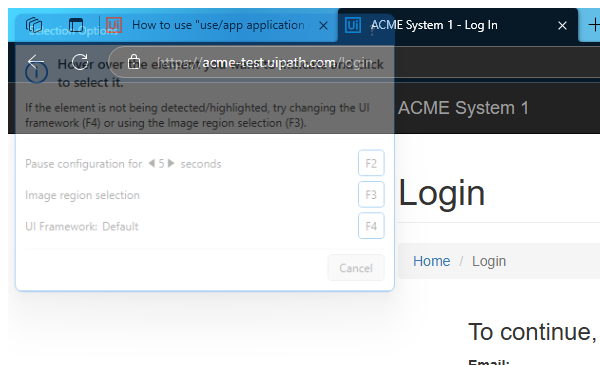 How to use "use/app application
ACME System 1 - Log In
Selection Options
?
https://acme-test.uipath.com/login
Hover over the element you want to indicate and click
to select it.
If the element is not being detected/highlighted, try changing the UI
framework (F4) or using the Image region selection (F3).
ACME System 1
Pause configuration for 5 seconds
F2
Image region selection
F3
UI Framework: Default
F4
Cancel
Login
Home / Login
To continue,
Email: